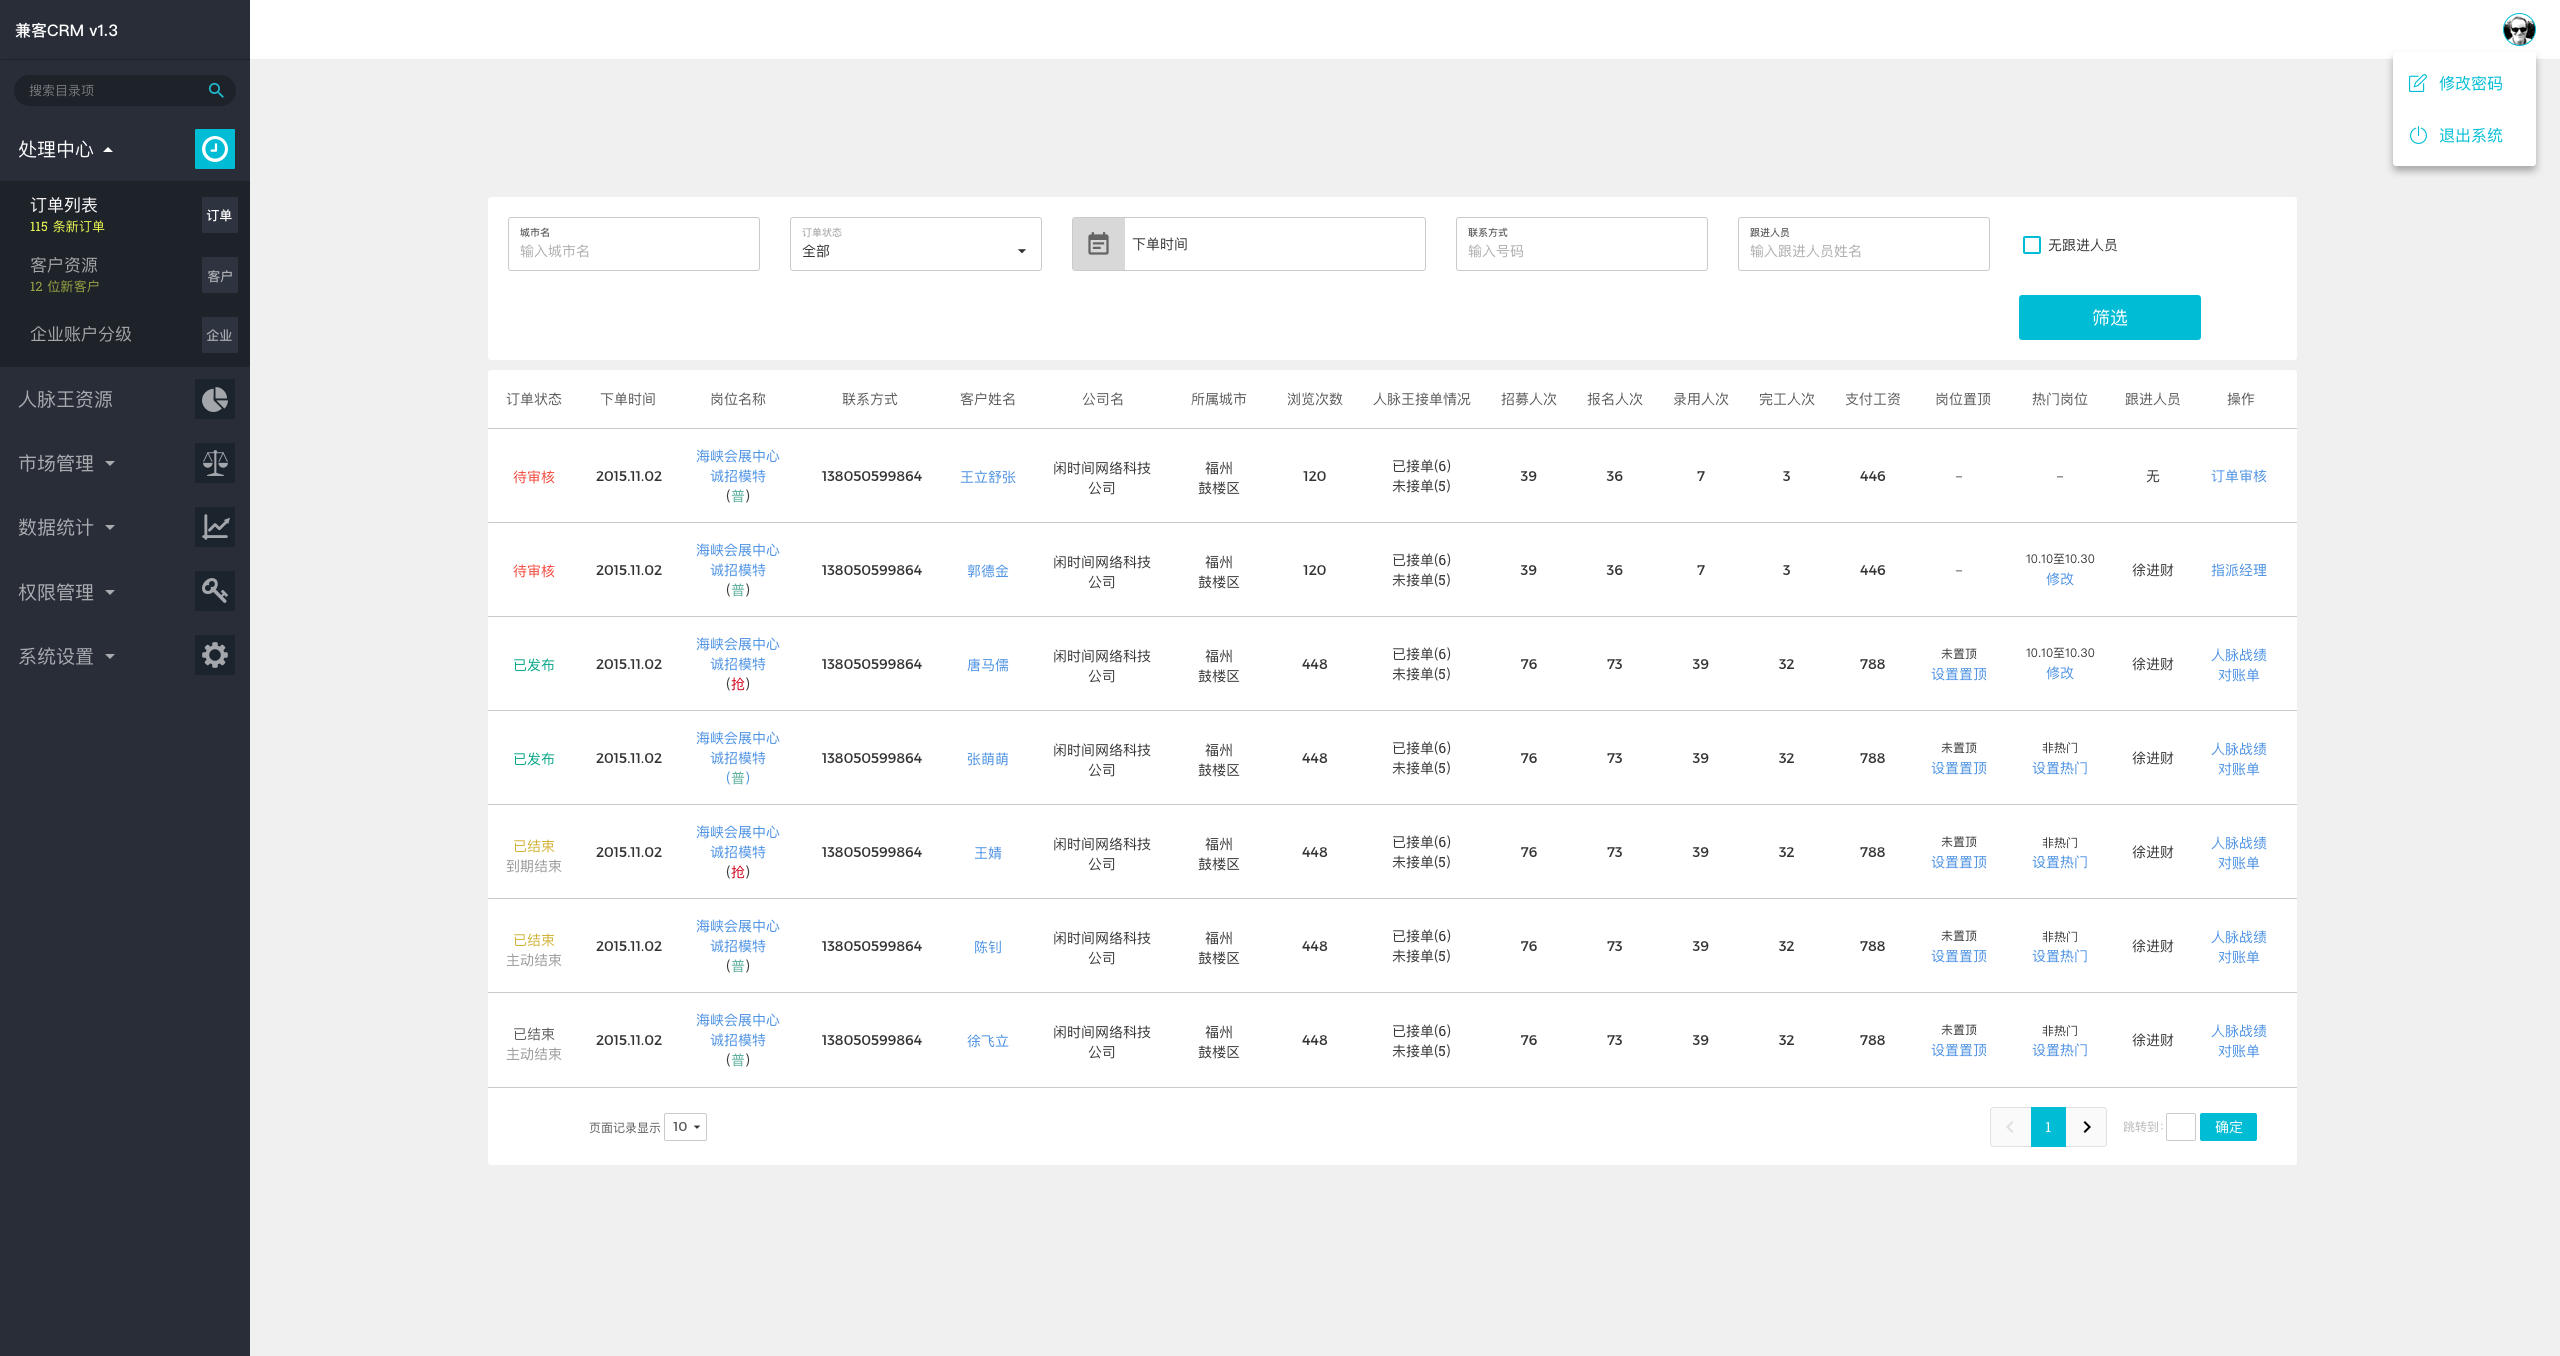 兼客CRM v1.3
搜索目录项
处理中心
订单列表
115 条新订单
订单
客户资源
12 位新客户
客户
企业账户分级
企业
人脉王资源
市场管理
数据统计
权限管理
系统设置
修改密码
退出系统
城市名
输入城市名
订单状态
全部
下单时间
联系方式
输入号码
跟进人员
输入跟进人员姓名
无跟进人员
筛选
订单状态 下单时间 岗位名称 联系方式 客户姓名 公司名 所属城市 浏览次数 人脉王接单情况 招募人次 报名人次 录用人次 完工人次 支付工资 岗位置顶 热门岗位 跟进人员 操作
海峡会展中心 闲时间网络科技 福州 已接单(6)
待审核 2015.11.02 诚招模特 138050599864 王立舒张 120 39 36 7 3 446 – – 无 订单审核
(普) 公司 鼓楼区 未接单(5)
海峡会展中心 闲时间网络科技 福州 已接单(6) 10.10至10.30
待审核 2015.11.02 诚招模特 138050599864 郭德金 120 39 36 7 3 446 – 徐进财 指派经理
(普) 公司 鼓楼区 未接单(5) 修改
海峡会展中心 闲时间网络科技 福州 已接单(6) 未置顶 10.10至10.30 人脉战绩
已发布 2015.11.02 诚招模特 138050599864 唐马儒 448 76 73 39 32 788 徐进财
(抢) 公司 鼓楼区 未接单(5) 设置置顶 修改 对账单
海峡会展中心 闲时间网络科技 福州 已接单(6) 未置顶 非热门 人脉战绩
已发布 2015.11.02 诚招模特 138050599864 张萌萌 448 76 73 39 32 788 徐进财
(普) 公司 鼓楼区 未接单(5) 设置置顶 设置热门 对账单
已结束 海峡会展中心 闲时间网络科技 福州 已接单(6) 未置顶 非热门 人脉战绩
2015.11.02 诚招模特 138050599864 王婧 448 76 73 39 32 788 徐进财
到期结束 (抢) 公司 鼓楼区 未接单(5) 设置置顶 设置热门 对账单
已结束 海峡会展中心 闲时间网络科技 福州 已接单(6) 未置顶 非热门 人脉战绩
2015.11.02 诚招模特 138050599864 陈钊 448 76 73 39 32 788 徐进财
主动结束 (普) 公司 鼓楼区 未接单(5) 设置置顶 设置热门 对账单
已结束 海峡会展中心 闲时间网络科技 福州 已接单(6) 未置顶 非热门 人脉战绩
2015.11.02 诚招模特 138050599864 徐飞立 448 76 73 39 32 788 徐进财
主动结束 (普) 公司 鼓楼区 未接单(5) 设置置顶 设置热门 对账单
页面记录显示 10
1 跳转到: 确定